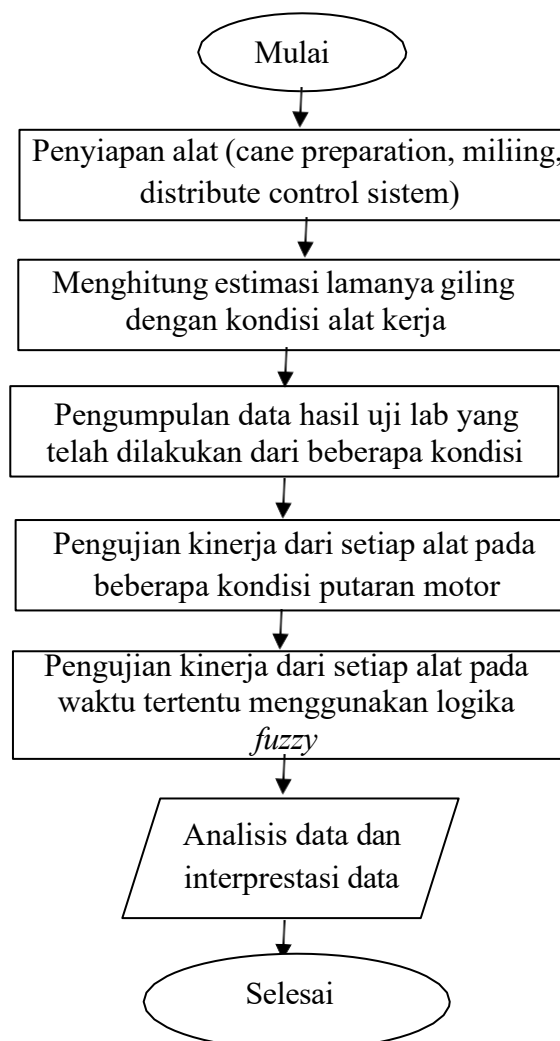 Mulai
Penyiapan alat (cane preparation, miliing,
distribute control sistem)
Menghitung estimasi lamanya giling
dengan kondisi alat kerja
Pengumpulan data hasil uji lab yang
telah dilakukan dari beberapa kondisi
Pengujian kinerja dari setiap alat pada
beberapa kondisi putaran motor
Pengujian kinerja dari setiap alat pada
waktu tertentu menggunakan logika
fuzzy
Analisis data dan
interprestasi data
Selesai